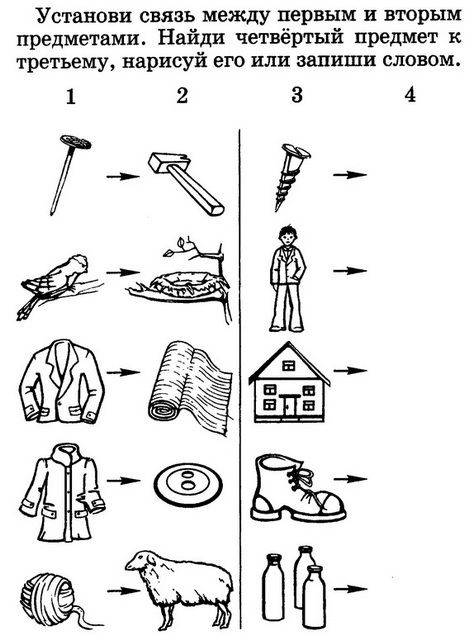 Установи связь между первым и вторым
предметами. Найди четвёртый предмет к
третьему, нарисуй его или запиши словом.
1 2 3 4